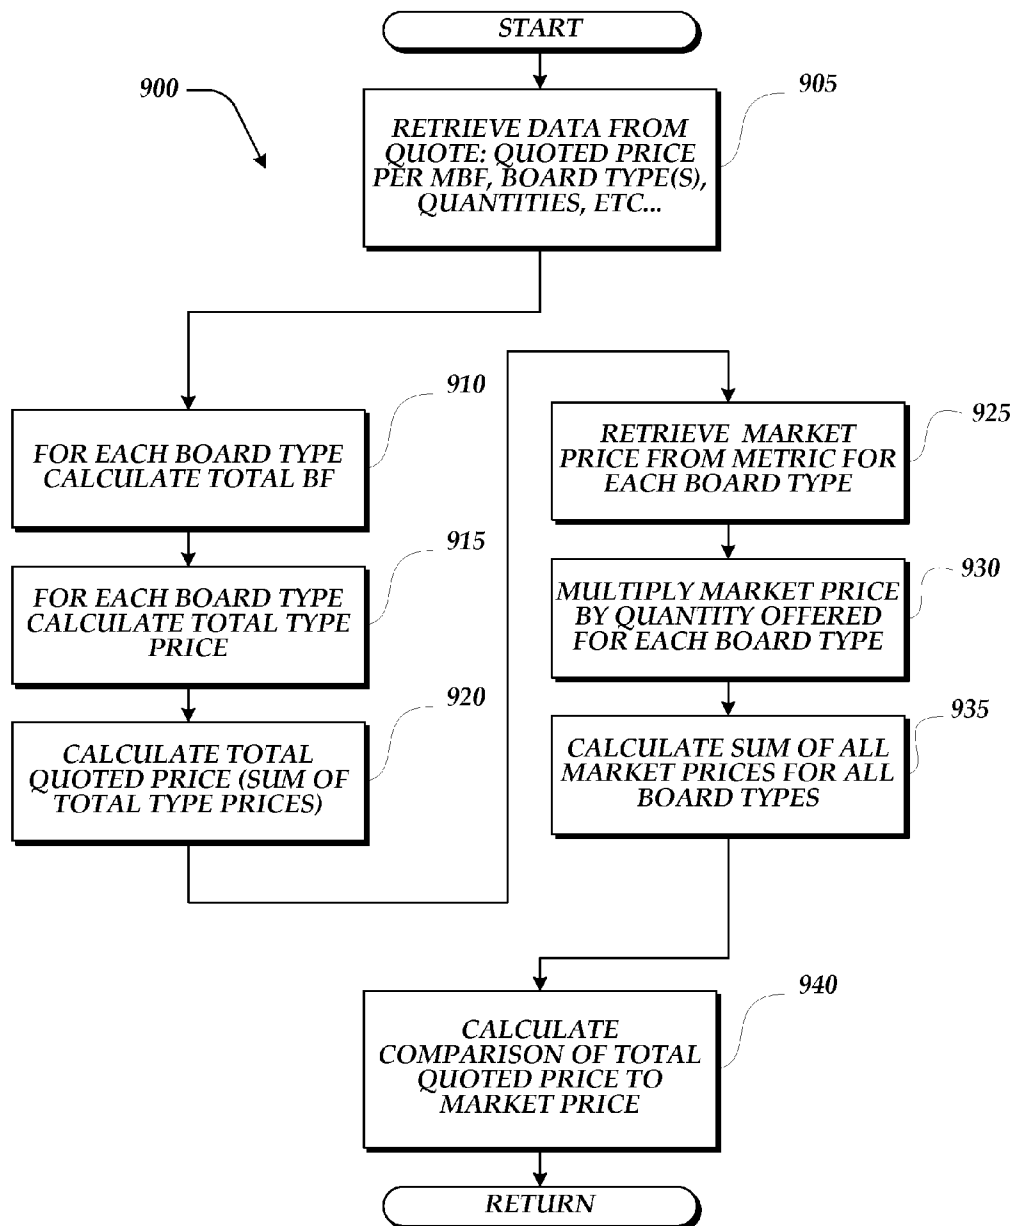 START
900
905
RETRIEVE DATA FROM
QUOTE: QUOTED PRICE
PER MBF, BOARD TYPE(S),
QUANTITIES, ETC...
910
FOR EACH BOARD TYPE
CALCULATE TOTAL BF
915
FOR EACH BOARD TYPE
CALCULATE TOTAL TYPE
PRICE
920
CALCULATE TOTAL
QUOTED PRICE (SUM OF
TOTAL TYPE PRICES)
925
RETRIEVE MARKET
PRICE FROM METRIC FOR
EACH BOARD TYPE
930
MULTIPLY MARKET PRICE
BY QUANTITY OFFERED
FOR EACH BOARD TYPE
935
CALCULATE SUM OF ALL
MARKET PRICES FOR ALL
BOARD TYPES
940
CALCULATE
COMPARISON OF TOTAL
QUOTED PRICE TO
MARKET PRICE
RETURN